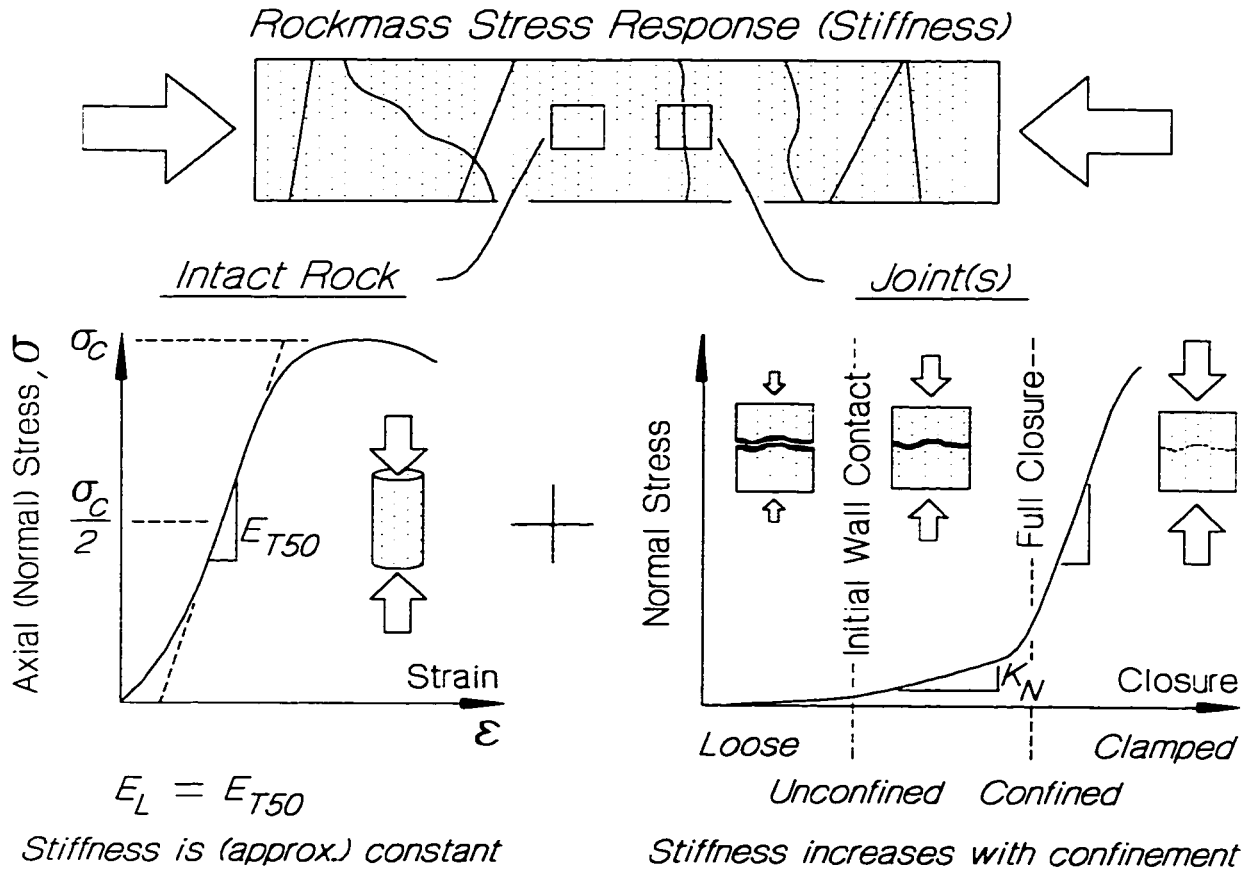 Rockmass Stress Response (Stiffness)
Intact Rock
Joint(s)
Axial (Normal) Stress, σ
σc
σc
2
ET50
Strain
ε
EL = ET50
Stiffness is (approx.) constant
Normal Stress
Initial Wall Contact
Full Closure
KN
Closure
Loose
Clamped
Unconfined
Confined
Stiffness increases with confinement